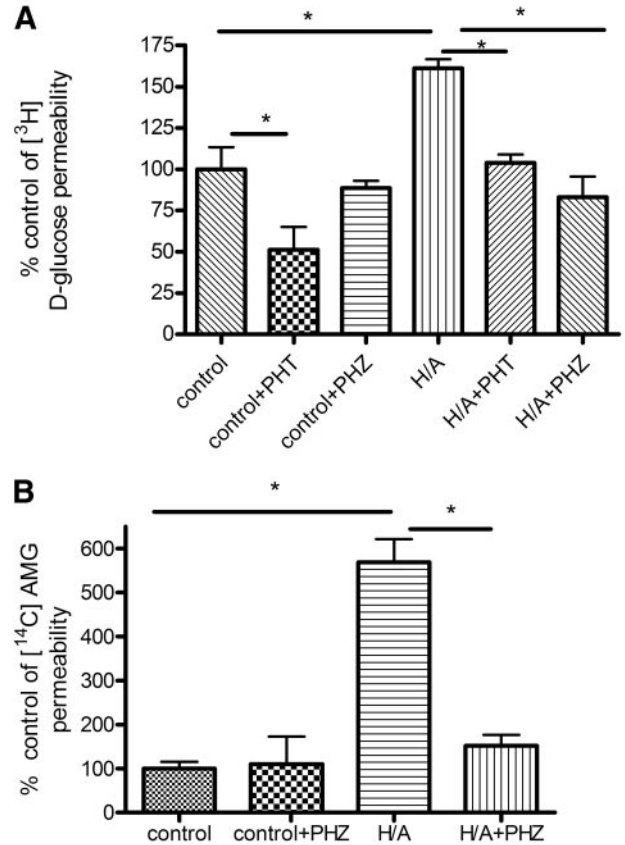 A
*
*
*
*
% control of [³H]
D-glucose permeability
175
150
125
100
75
50
25
0
control
control+PHT
control+PHZ
H/A
H/A+PHT
H/A+PHZ
B
*
*
% control of [¹⁴C] AMG
permeability
600
500
400
300
200
100
0
control
control+PHZ
H/A
H/A+PHZ